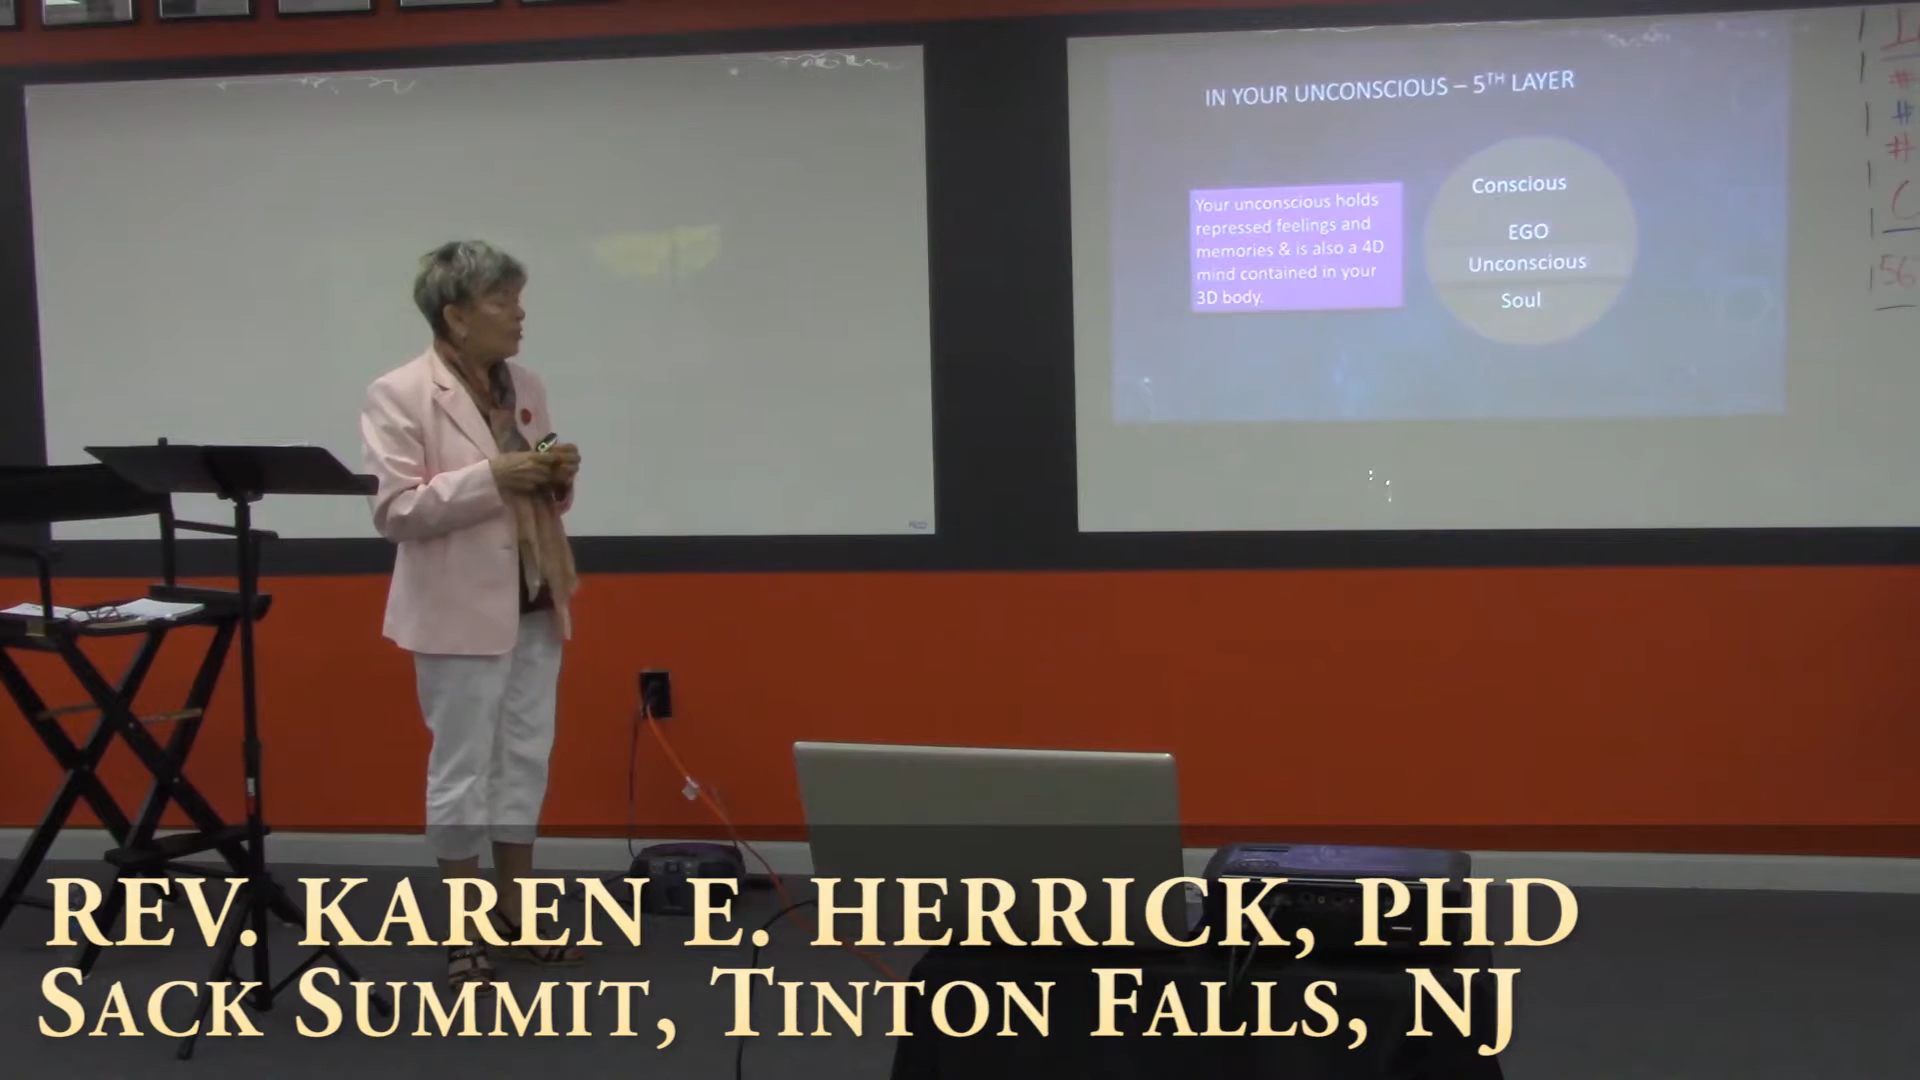 IN YOUR UNCONSCIOUS – 5TH LAYER
Your unconscious holds
repressed feelings and
memories & is also a 4D
mind contained in your
3D body.
Conscious
EGO
Unconscious
Soul
#
#
#
56
REV. KAREN E. HERRICK, PHD
SACK SUMMIT, TINTON FALLS, NJ